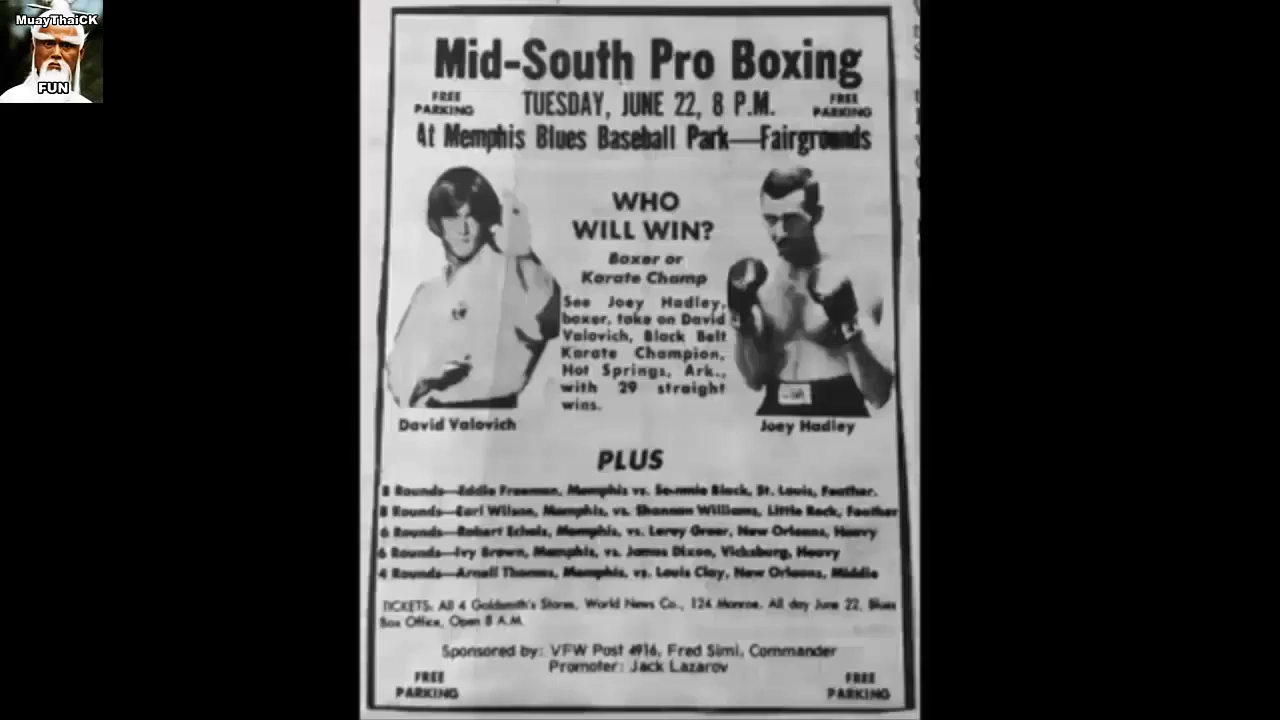 MuayThaiCK
FUN
Mid-South Pro Boxing
FREE PARKING
TUESDAY, JUNE 22, 8 P.M.
FREE PARKING
At Memphis Blues Baseball Park—Fairgrounds
WHO
WILL WIN?
Boxer or
Karate Champ
See Joey Hadley,
boxer, take on David
Valovich, Black Belt
Karate Champion,
Hot Springs, Ark.,
with 29 straight
wins.
David Valovich
Joey Hadley
PLUS
8 Rounds—Eddie Freeman, Memphis vs. Black, St. Louis, Feather.
8 Rounds—Earl Wilson, Memphis, vs. Shannon Williams, Little Rock, Feather
6 Rounds—Robert Echols, Memphis, vs. Leroy Greer, New Orleans, Heavy
6 Rounds—Ivy Brown, Memphis, vs. James Dixon, Vicksburg, Heavy
4 Rounds—Arnell Thomas, Memphis, vs. Louis Clay, New Orleans, Middle
TICKETS: All 4 Goldsmith's Stores, World News Co., 124 Monroe. All day June 22, Blues
Box Office, Open 8 A.M.
Sponsored by: VFW Post 4916, Fred Simi, Commander
Promoter: Jack Lazarov
FREE
PARKING
FREE
PARKING